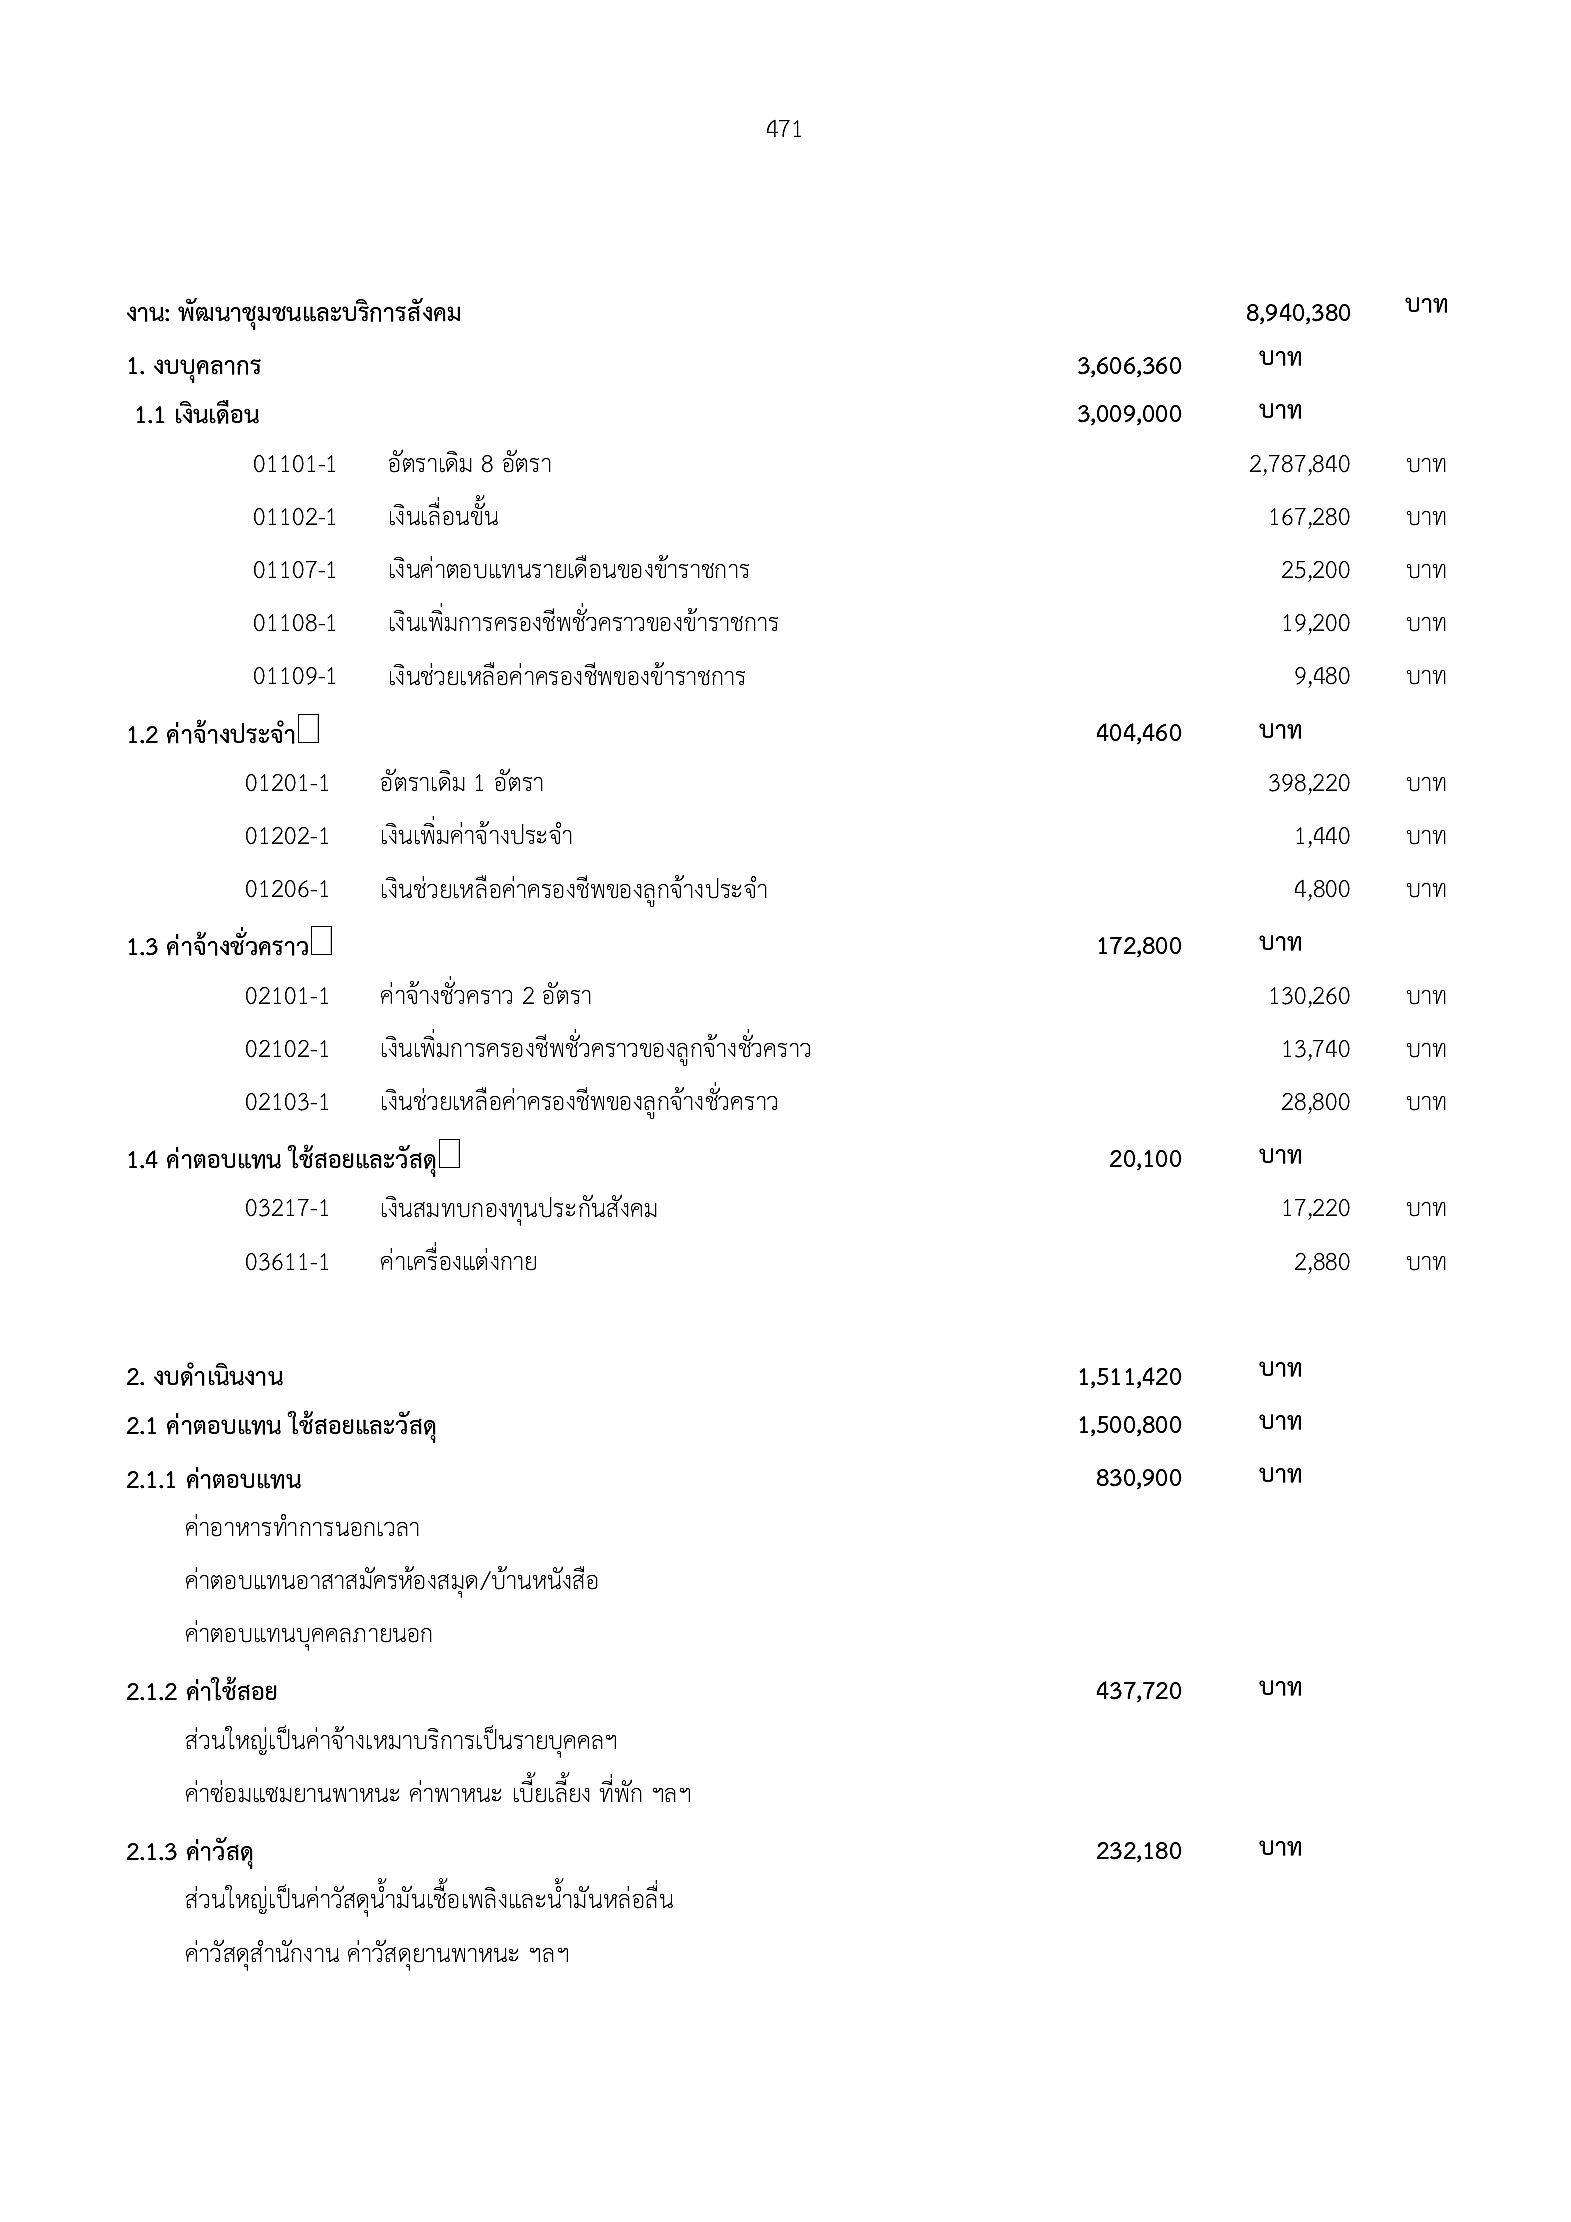 471
งาน: พัฒนาชุมชนและบริการสังคม 8,940,380 บาท
1. งบบุคลากร 3,606,360 บาท
1.1 เงินเดือน 3,009,000 บาท
01101-1 อัตราเดิม 8 อัตรา 2,787,840 บาท
01102-1 เงินเลื่อนขั้น 167,280 บาท
01107-1 เงินค่าตอบแทนรายเดือนของข้าราชการ 25,200 บาท
01108-1 เงินเพิ่มการครองชีพชั่วคราวของข้าราชการ 19,200 บาท
01109-1 เงินช่วยเหลือค่าครองชีพของข้าราชการ 9,480 บาท
1.2 ค่าจ้างประจำ 404,460 บาท
01201-1 อัตราเดิม 1 อัตรา 398,220 บาท
01202-1 เงินเพิ่มค่าจ้างประจำ 1,440 บาท
01206-1 เงินช่วยเหลือค่าครองชีพของลูกจ้างประจำ 4,800 บาท
1.3 ค่าจ้างชั่วคราว 172,800 บาท
02101-1 ค่าจ้างชั่วคราว 2 อัตรา 130,260 บาท
02102-1 เงินเพิ่มการครองชีพชั่วคราวของลูกจ้างชั่วคราว 13,740 บาท
02103-1 เงินช่วยเหลือค่าครองชีพของลูกจ้างชั่วคราว 28,800 บาท
1.4 ค่าตอบแทน ใช้สอยและวัสดุ 20,100 บาท
03217-1 เงินสมทบกองทุนประกันสังคม 17,220 บาท
03611-1 ค่าเครื่องแต่งกาย 2,880 บาท
2. งบดำเนินงาน 1,511,420 บาท
2.1 ค่าตอบแทน ใช้สอยและวัสดุ 1,500,800 บาท
2.1.1 ค่าตอบแทน 830,900 บาท
ค่าอาหารทำการนอกเวลา
ค่าตอบแทนอาสาสมัครห้องสมุด/บ้านหนังสือ
ค่าตอบแทนบุคคลภายนอก
2.1.2 ค่าใช้สอย 437,720 บาท
ส่วนใหญ่เป็นค่าจ้างเหมาบริการเป็นรายบุคคลฯ
ค่าซ่อมแซมยานพาหนะ ค่าพาหนะ เบี้ยเลี้ยง ที่พัก ฯลฯ
2.1.3 ค่าวัสดุ 232,180 บาท
ส่วนใหญ่เป็นค่าวัสดุน้ำมันเชื้อเพลิงและน้ำมันหล่อลื่น
ค่าวัสดุสำนักงาน ค่าวัสดุยานพาหนะ ฯลฯ